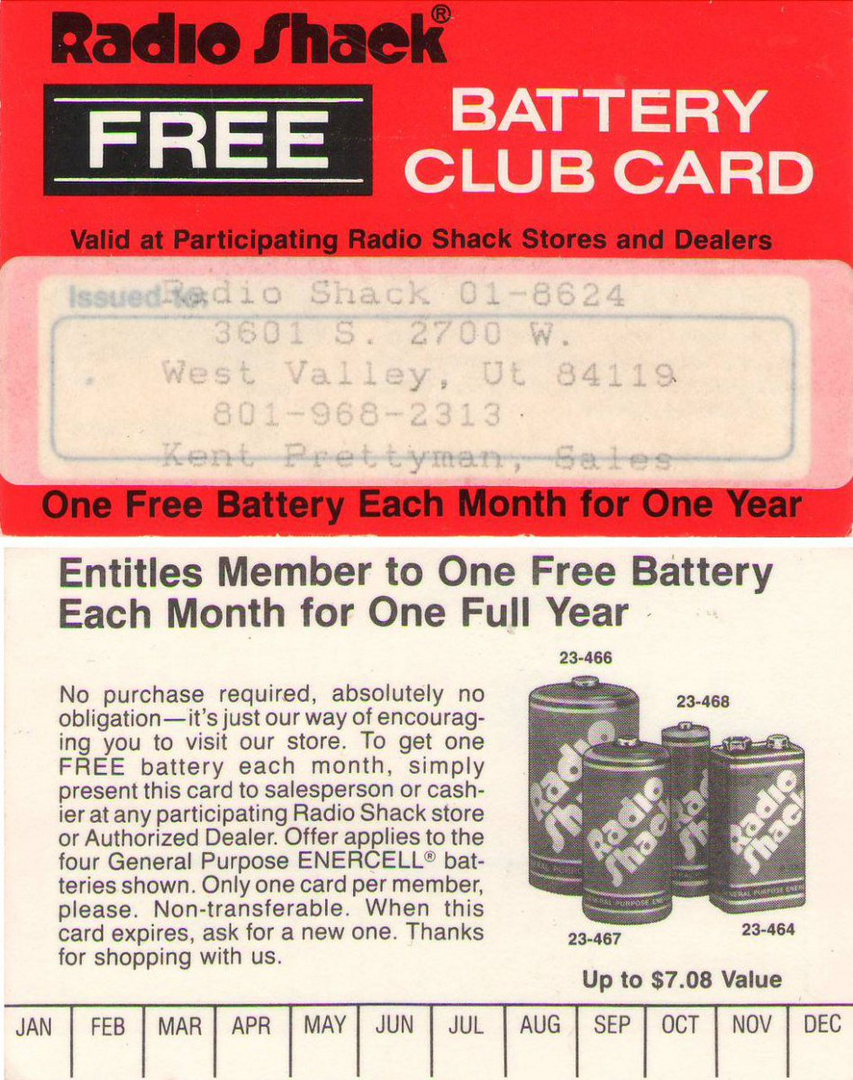 Radio Shack®
FREE
BATTERY
CLUB CARD
Valid at Participating Radio Shack Stores and Dealers
Issued to:
Radio Shack 01-8624
3601 S. 2700 W.
West Valley, Ut 84119
801-968-2313
Kent Prettyman, Sales
One Free Battery Each Month for One Year
Entitles Member to One Free Battery
Each Month for One Full Year
No purchase required, absolutely no
obligation—it's just our way of encourag-
ing you to visit our store. To get one
FREE battery each month, simply
present this card to salesperson or cash-
ier at any participating Radio Shack store
or Authorized Dealer. Offer applies to the
four General Purpose ENERCELL® bat-
teries shown. Only one card per member,
please. Non-transferable. When this
card expires, ask for a new one. Thanks
for shopping with us.
23-466
23-468
Radio
Shack
Radio
Shack
23-467
23-464
Up to $7.08 Value
JAN FEB MAR APR MAY JUN JUL AUG SEP OCT NOV DEC